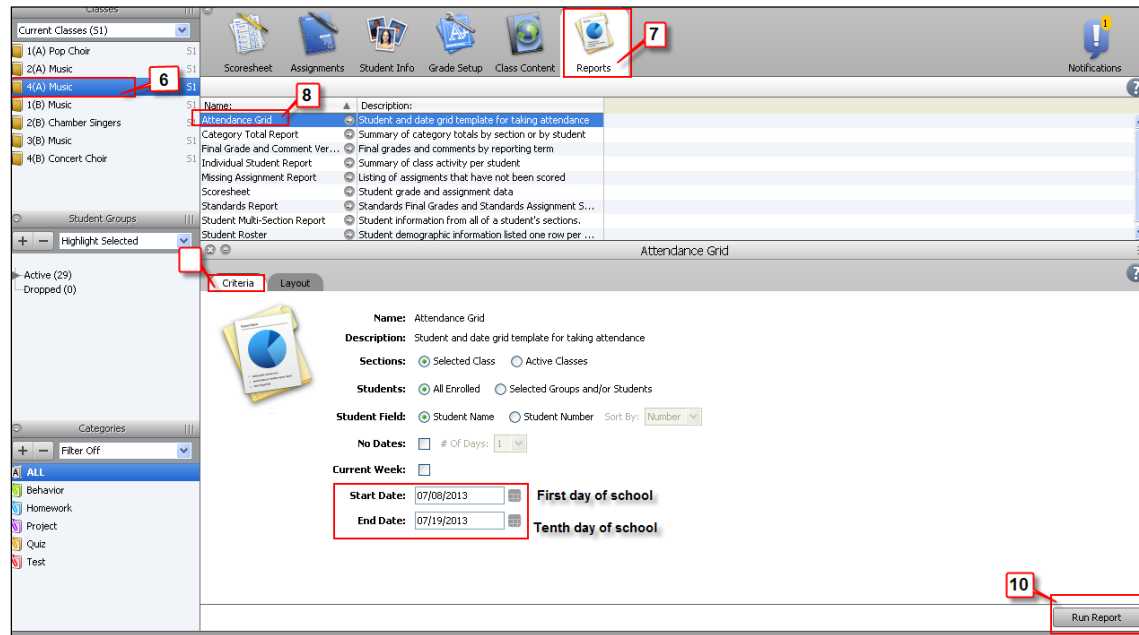 Classes
Current Classes (S1)
1(A) Pop Choir S1
2(A) Music S1
4(A) Music S1
1(B) Music S1
2(B) Chamber Singers S1
3(B) Music S1
4(B) Concert Choir S1
6
Student Groups
Highlight Selected
Active (29)
Dropped (0)
Categories
Filter Off
ALL
Behavior
Homework
Project
Quiz
Test
Scoresheet Assignments Student Info Grade Setup Class Content Reports
7
1
Notifications
?
8
Name: Description:
Attendance Grid Student and date grid template for taking attendance
Category Total Report Summary of category totals by section or by student
Final Grade and Comment Ver... Final grades and comments by reporting term
Individual Student Report Summary of class activity per student
Missing Assignment Report Listing of assigments that have not been scored
Scoresheet Student grade and assignment data
Standards Report Standards Final Grades and Standards Assignment S...
Student Multi-Section Report Student information from all of a student's sections.
Student Roster Student demographic information listed one row per ...
Attendance Grid
?
Criteria Layout
Name: Attendance Grid
Description: Student and date grid template for taking attendance
Sections: Selected Class Active Classes
Students: All Enrolled Selected Groups and/or Students
Student Field: Student Name Student Number Sort By: Number
No Dates: # Of Days: 1
Current Week:
Start Date: 07/08/2013 First day of school
End Date: 07/19/2013 Tenth day of school
10
Run Report